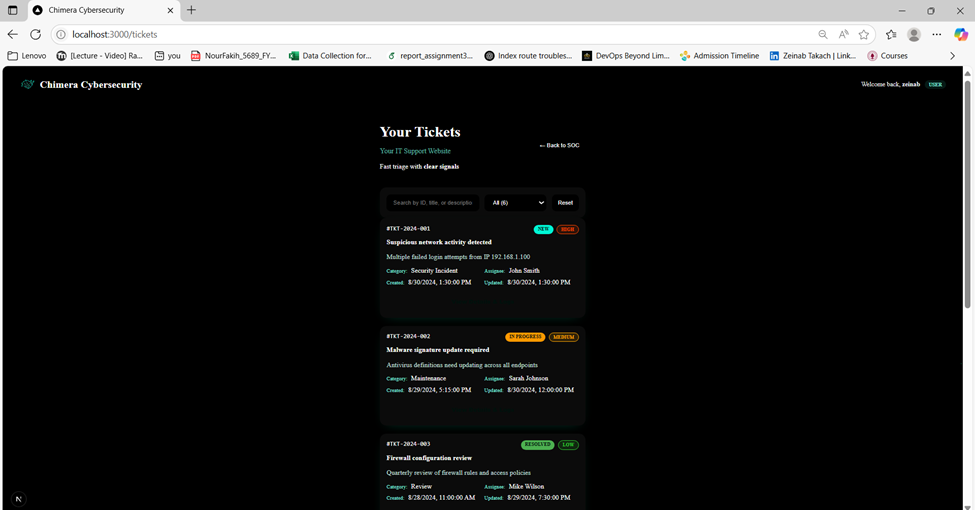 Chimera Cybersecurity
localhost:3000/tickets
Lenovo [Lecture - Video] Ra... you NourFakih_5689_FY... Data Collection for... report_assignment3... Index route troubles... DevOps Beyond Lim... Admission Timeline Zeinab Takach | Link... Courses
Chimera Cybersecurity Welcome back, zeinab USER
Your Tickets
← Back to SOC
Your IT Support Website
Fast triage with clear signals
Search by ID, title, or descriptio All (6) Reset
#TKT-2024-001 NEW HIGH
Suspicious network activity detected
Multiple failed login attempts from IP 192.168.1.100
Category: Security Incident Assignee: John Smith
Created: 8/30/2024, 1:30:00 PM Updated: 8/30/2024, 1:30:00 PM
#TKT-2024-002 IN PROGRESS MEDIUM
Malware signature update required
Antivirus definitions need updating across all endpoints
Category: Maintenance Assignee: Sarah Johnson
Created: 8/29/2024, 5:15:00 PM Updated: 8/30/2024, 12:00:00 PM
#TKT-2024-003 RESOLVED LOW
Firewall configuration review
Quarterly review of firewall rules and access policies
Category: Review Assignee: Mike Wilson
Created: 8/28/2024, 11:00:00 AM Updated: 8/29/2024, 7:30:00 PM
N